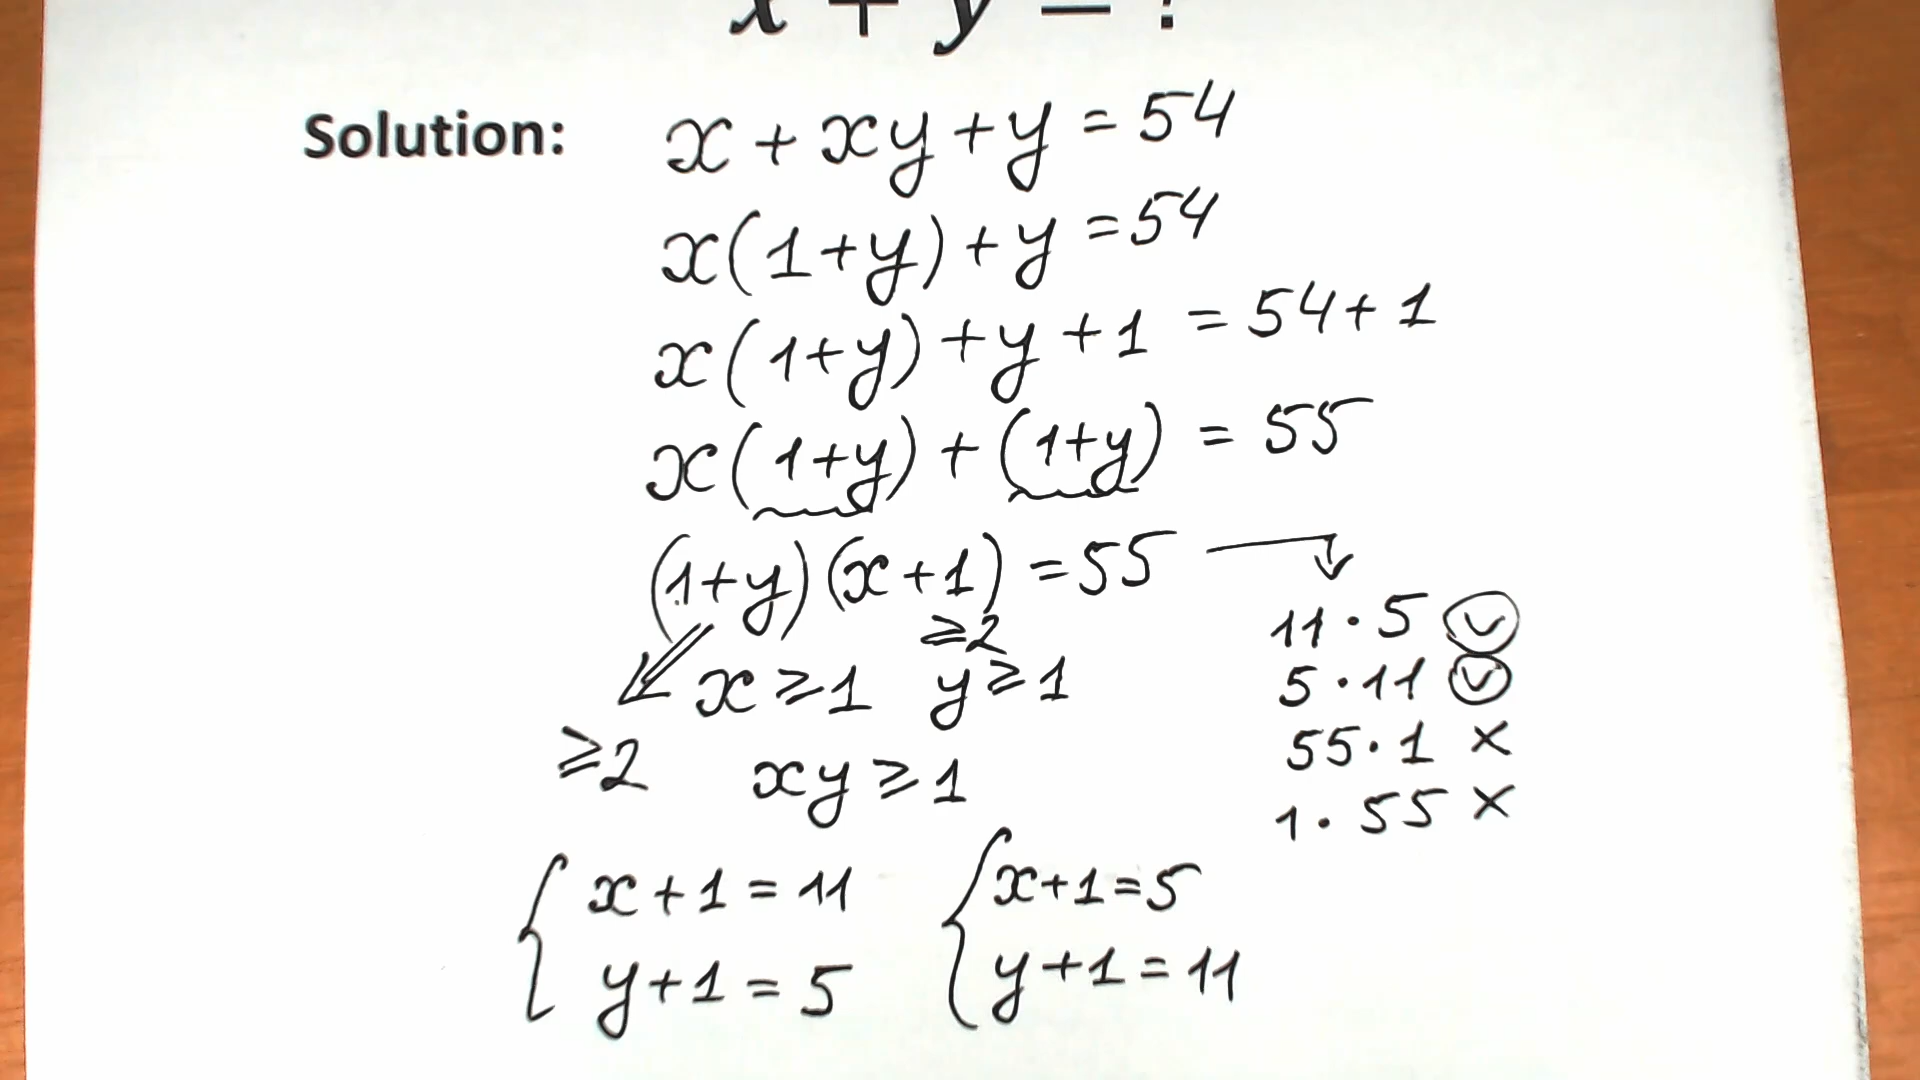 x + y = ?
Solution: x + xy + y = 54
x(1+y) + y = 54
x(1+y) + y + 1 = 54 + 1
x(1+y) + (1+y) = 55
(1+y)(x+1) = 55
≥2
11 · 5 ✓
x ≥ 1 y ≥ 1
5 · 11 ✓
≥2 xy ≥ 1
55 · 1 ×
1 · 55 ×
{ x + 1 = 11 { x + 1 = 5
y + 1 = 5 y + 1 = 11